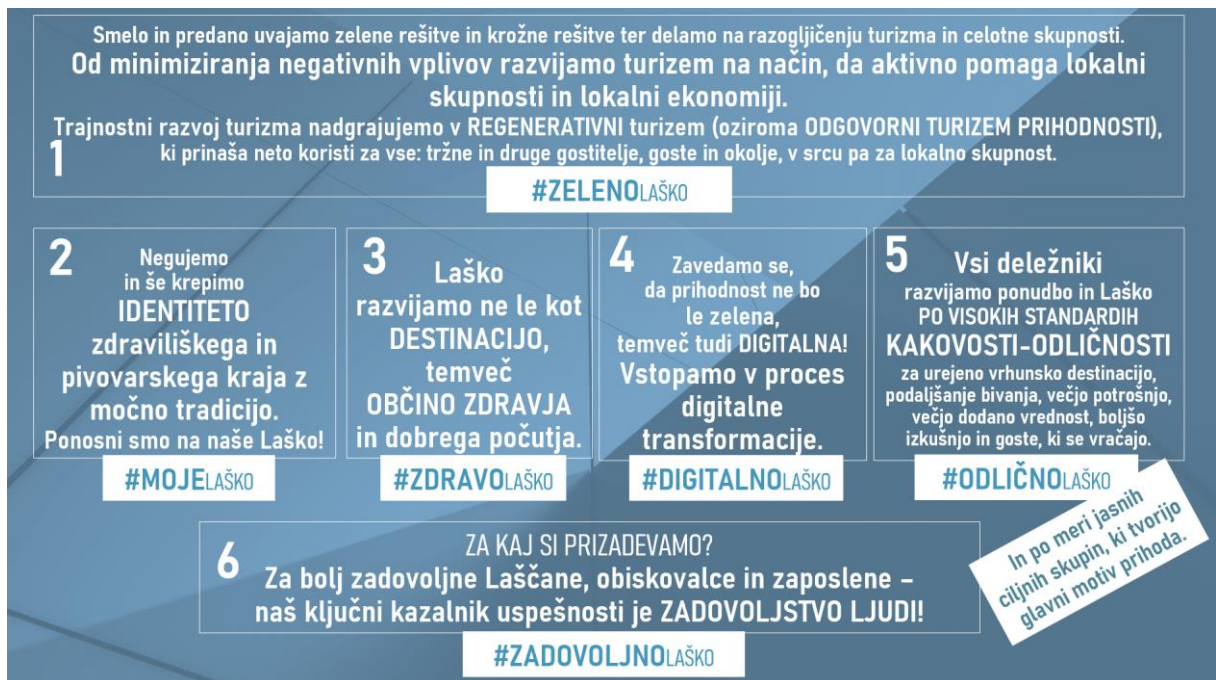 Smelo in predano uvajamo zelene rešitve in krožne rešitve ter delamo na razogljičenju turizma in celotne skupnosti.
Od minimiziranja negativnih vplivov razvijamo turizem na način, da aktivno pomaga lokalni
skupnosti in lokalni ekonomiji.
Trajnostni razvoj turizma nadgrajujemo v REGENERATIVNI turizem (oziroma ODGOVORNI TURIZEM PRIHODNOSTI),
1 ki prinaša neto koristi za vse: tržne in druge gostitelje, goste in okolje, v srcu pa za lokalno skupnost.
#ZELENOLAŠKO
2 Negujemo
in še krepimo
IDENTITETO
zdraviliškega in
pivovarskega kraja z
močno tradicijo.
Ponosni smo na naše Laško!
#MOJELAŠKO
3 Laško
razvijamo ne le kot
DESTINACIJO,
temveč
OBČINO ZDRAVJA
in dobrega počutja.
#ZDRAVOLAŠKO
4 Zavedamo se,
da prihodnost ne bo
le zelena,
temveč tudi DIGITALNA!
Vstopamo v proces
digitalne
transformacije.
#DIGITALNOLAŠKO
5 Vsi deležniki
razvijamo ponudbo in Laško
PO VISOKIH STANDARDIH
KAKOVOSTI-ODLIČNOSTI
za urejeno vrhunsko destinacijo,
podaljšanje bivanja, večjo potrošnjo,
večjo dodano vrednost, boljšo
izkušnjo in goste, ki se vračajo.
#ODLIČNOLAŠKO
In po meri jasnih
ciljnih skupin, ki tvorijo
glavni motiv prihoda.
6 ZA KAJ SI PRIZADEVAMO?
Za bolj zadovoljne Laščane, obiskovalce in zaposlene –
naš ključni kazalnik uspešnosti je ZADOVOLJSTVO LJUDI!
#ZADOVOLJNOLAŠKO